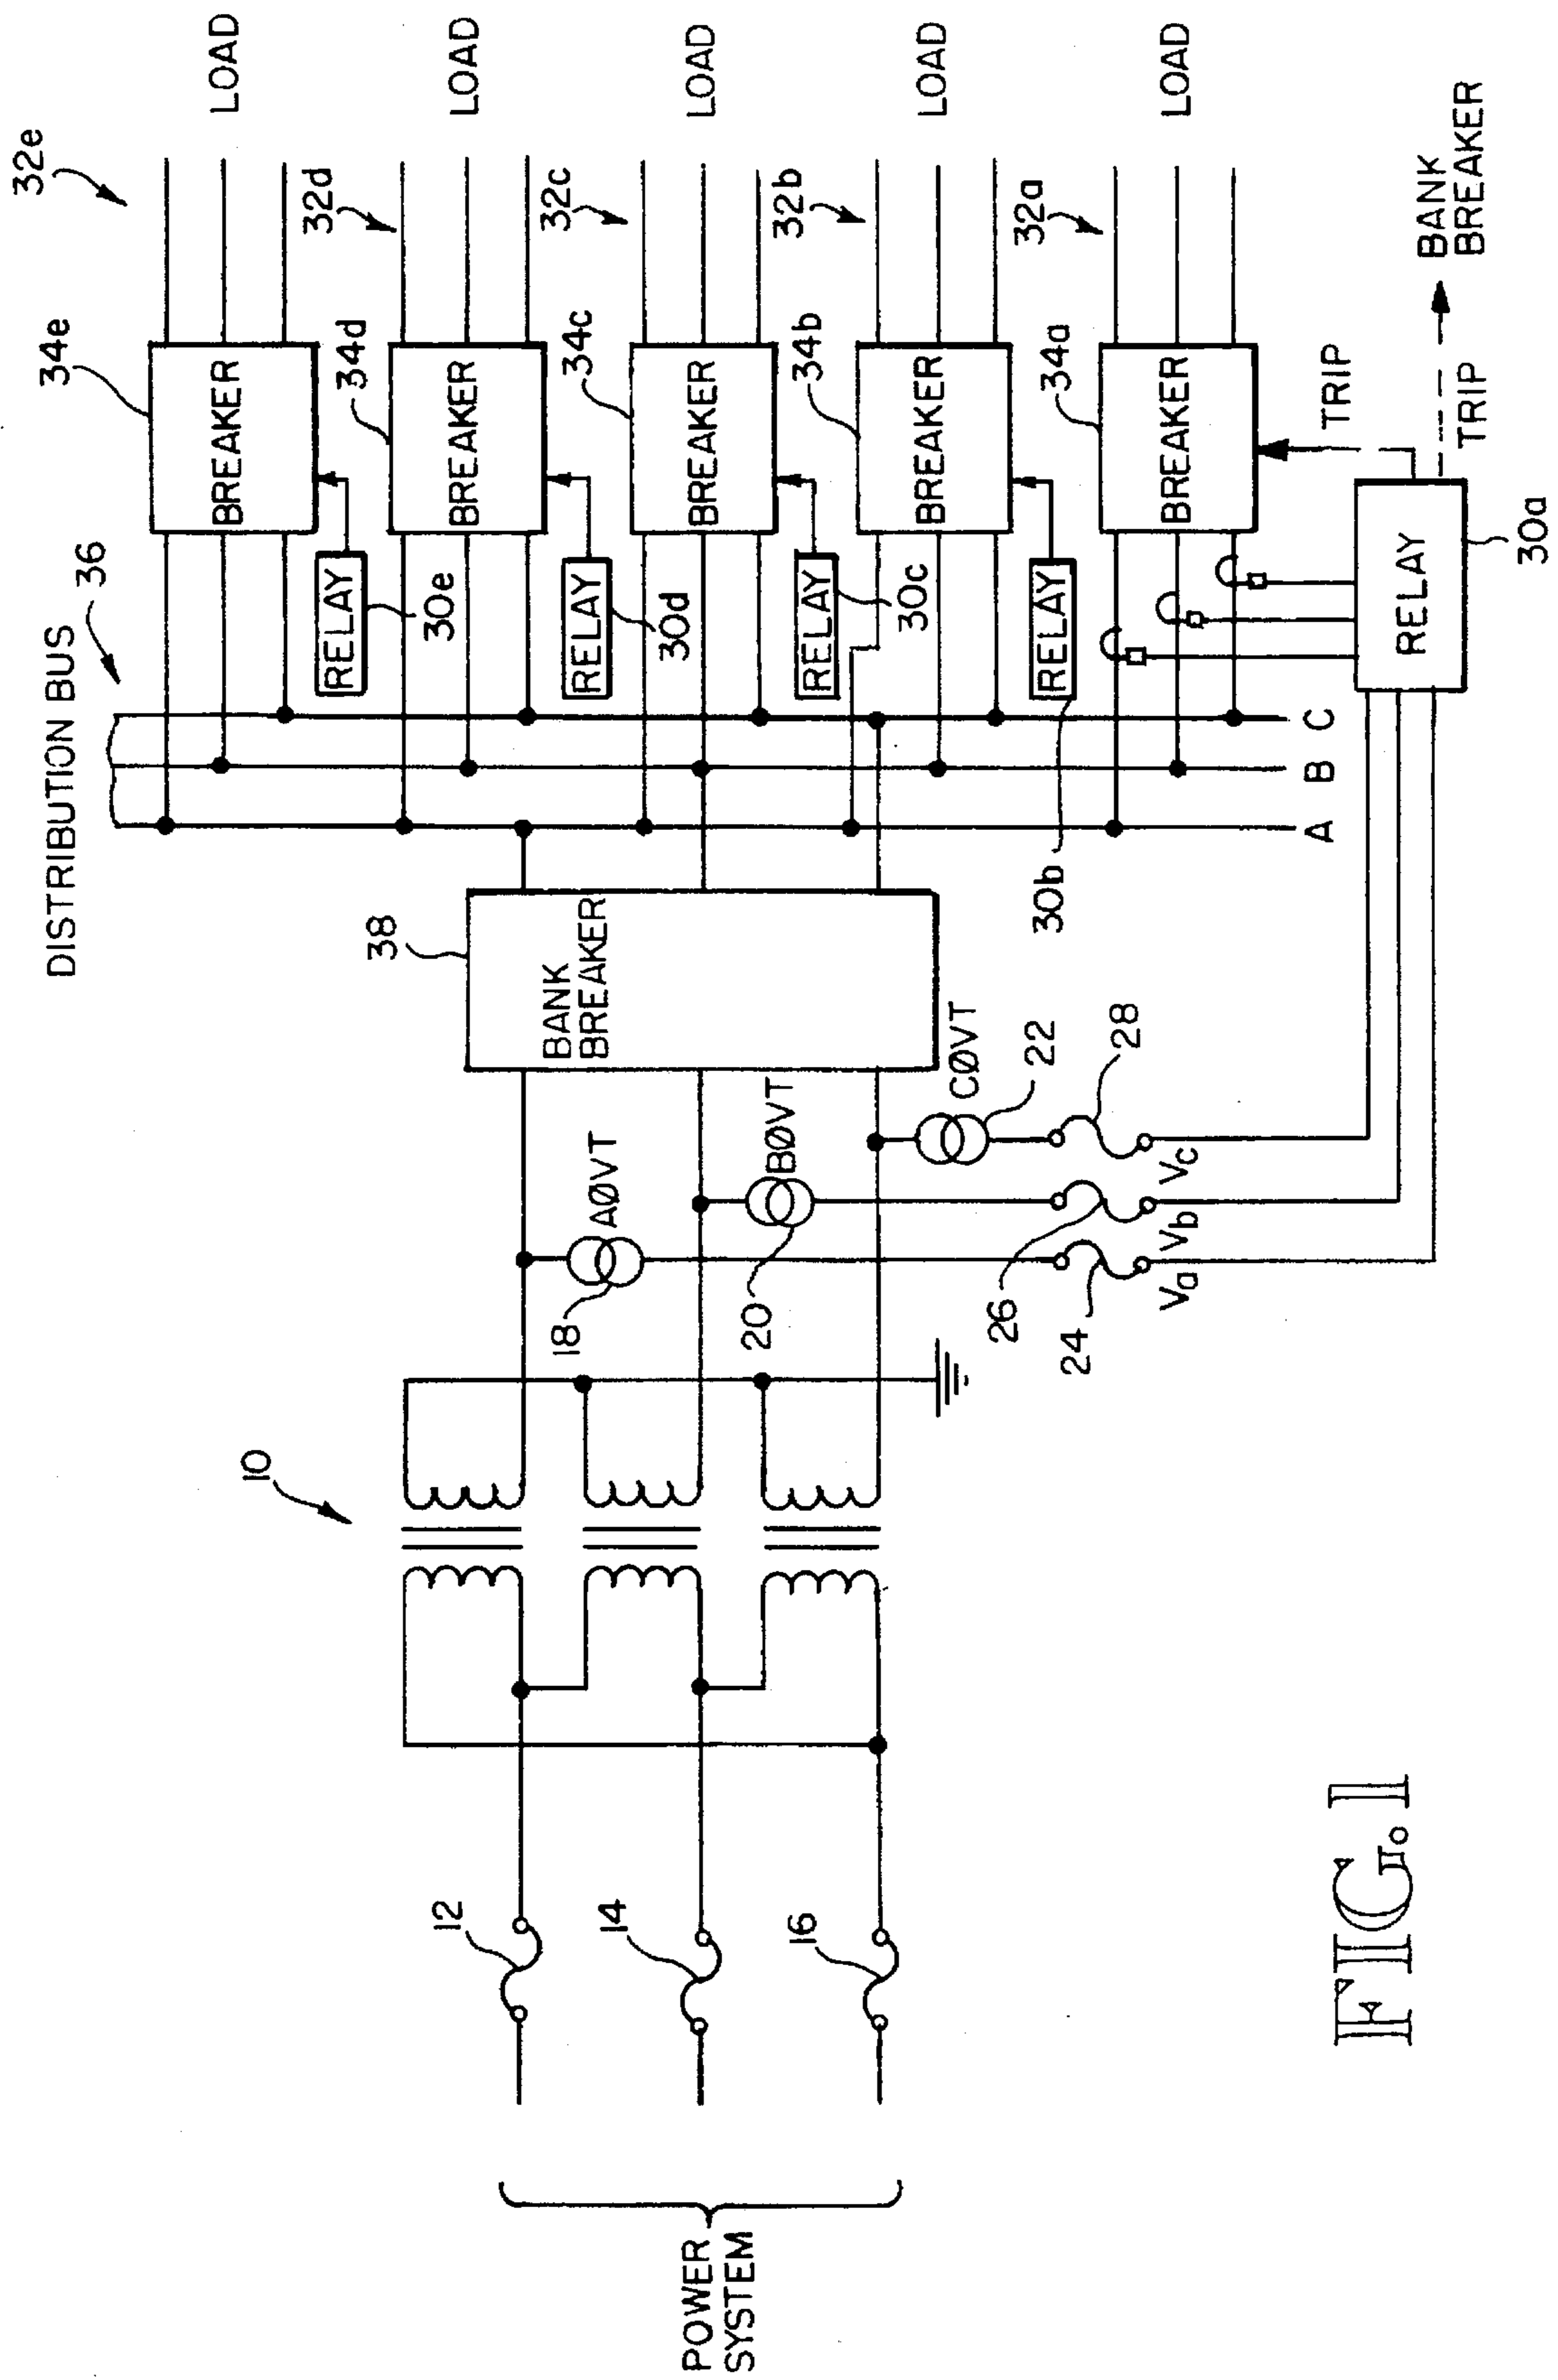 DISTRIBUTION BUS
36
34e
32e
BREAKER
LOAD
RELAY
30e
34d
32d
BREAKER
LOAD
RELAY
30d
34c
32c
BREAKER
LOAD
RELAY
30c
34b
32b
BREAKER
LOAD
RELAY
30b
34a
32a
BREAKER
LOAD
TRIP
RELAY
30a
TRIP
BANK
BREAKER
A
B
C
38
BANK
BREAKER
10
AØVT
18
BØVT
20
CØVT
22
28
26
24
Va
Vb
Vc
12
14
16
POWER
SYSTEM
FIG. 1